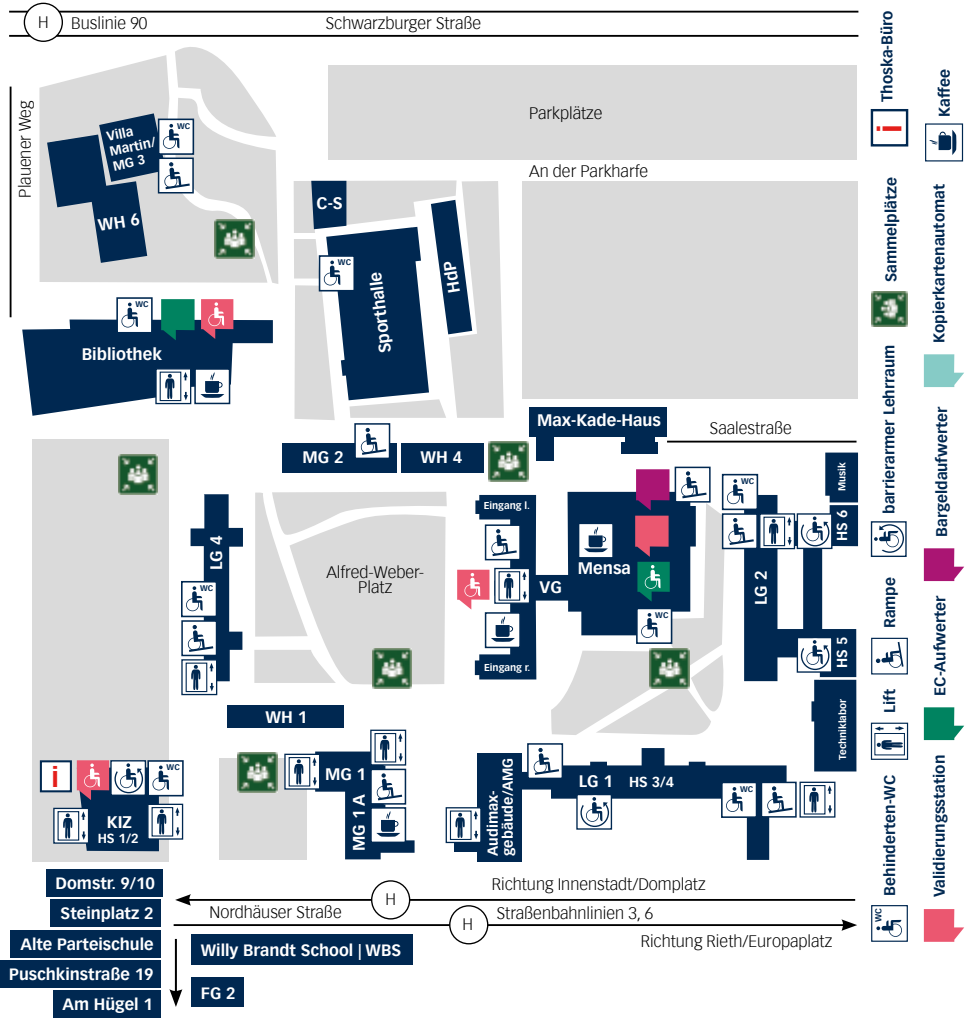 H Buslinie 90
Schwarzburger Straße
Plauener Weg
Parkplätze
An der Parkharfe
Villa
Martin/
MG 3
WC
WH 6
C-S
WC
Sporthalle
HdP
WC
Bibliothek
Max-Kade-Haus
Saalestraße
MG 2
WH 4
Musik
Eingang l.
WC
HS 6
LG 4
WC
Alfred-Weber-
Platz
VG
Mensa
WC
LG 2
HS 5
Eingang r.
Techniklabor
WH 1
i
WC
KIZ
HS 1/2
MG 1
MG 1 A
Audimax-
gebäude/AMG
LG 1
HS 3/4
WC
Domstr. 9/10
Steinplatz 2
Alte Parteischule
Puschkinstraße 19
Am Hügel 1
H
Richtung Innenstadt/Domplatz
Nordhäuser Straße
H
Straßenbahnlinien 3, 6
Richtung Rieth/Europaplatz
Willy Brandt School | WBS
FG 2
i Thoska-Büro
Kaffee
Sammelplätze
Kopierkartenautomat
barrierarmer Lehrraum
Bargeldaufwerter
Rampe
EC-Aufwerter
Lift
WC Behinderten-WC
Validierungsstation